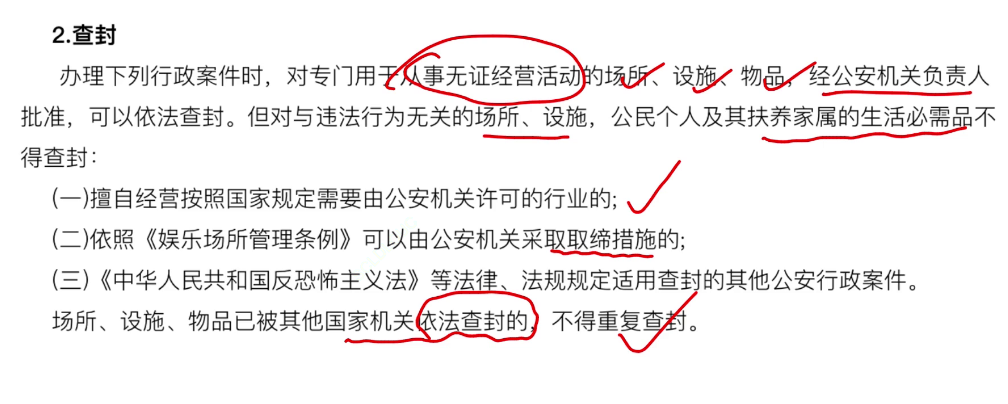 2.查封
办理下列行政案件时，对专门用于从事无证经营活动的场所、设施、物品，经公安机关负责人
批准，可以依法查封。但对与违法行为无关的场所、设施，公民个人及其扶养家属的生活必需品不
得查封：
(一)擅自经营按照国家规定需要由公安机关许可的行业的;
(二)依照《娱乐场所管理条例》可以由公安机关采取取缔措施的;
(三)《中华人民共和国反恐怖主义法》等法律、法规规定适用查封的其他公安行政案件。
场所、设施、物品已被其他国家机关依法查封的，不得重复查封。